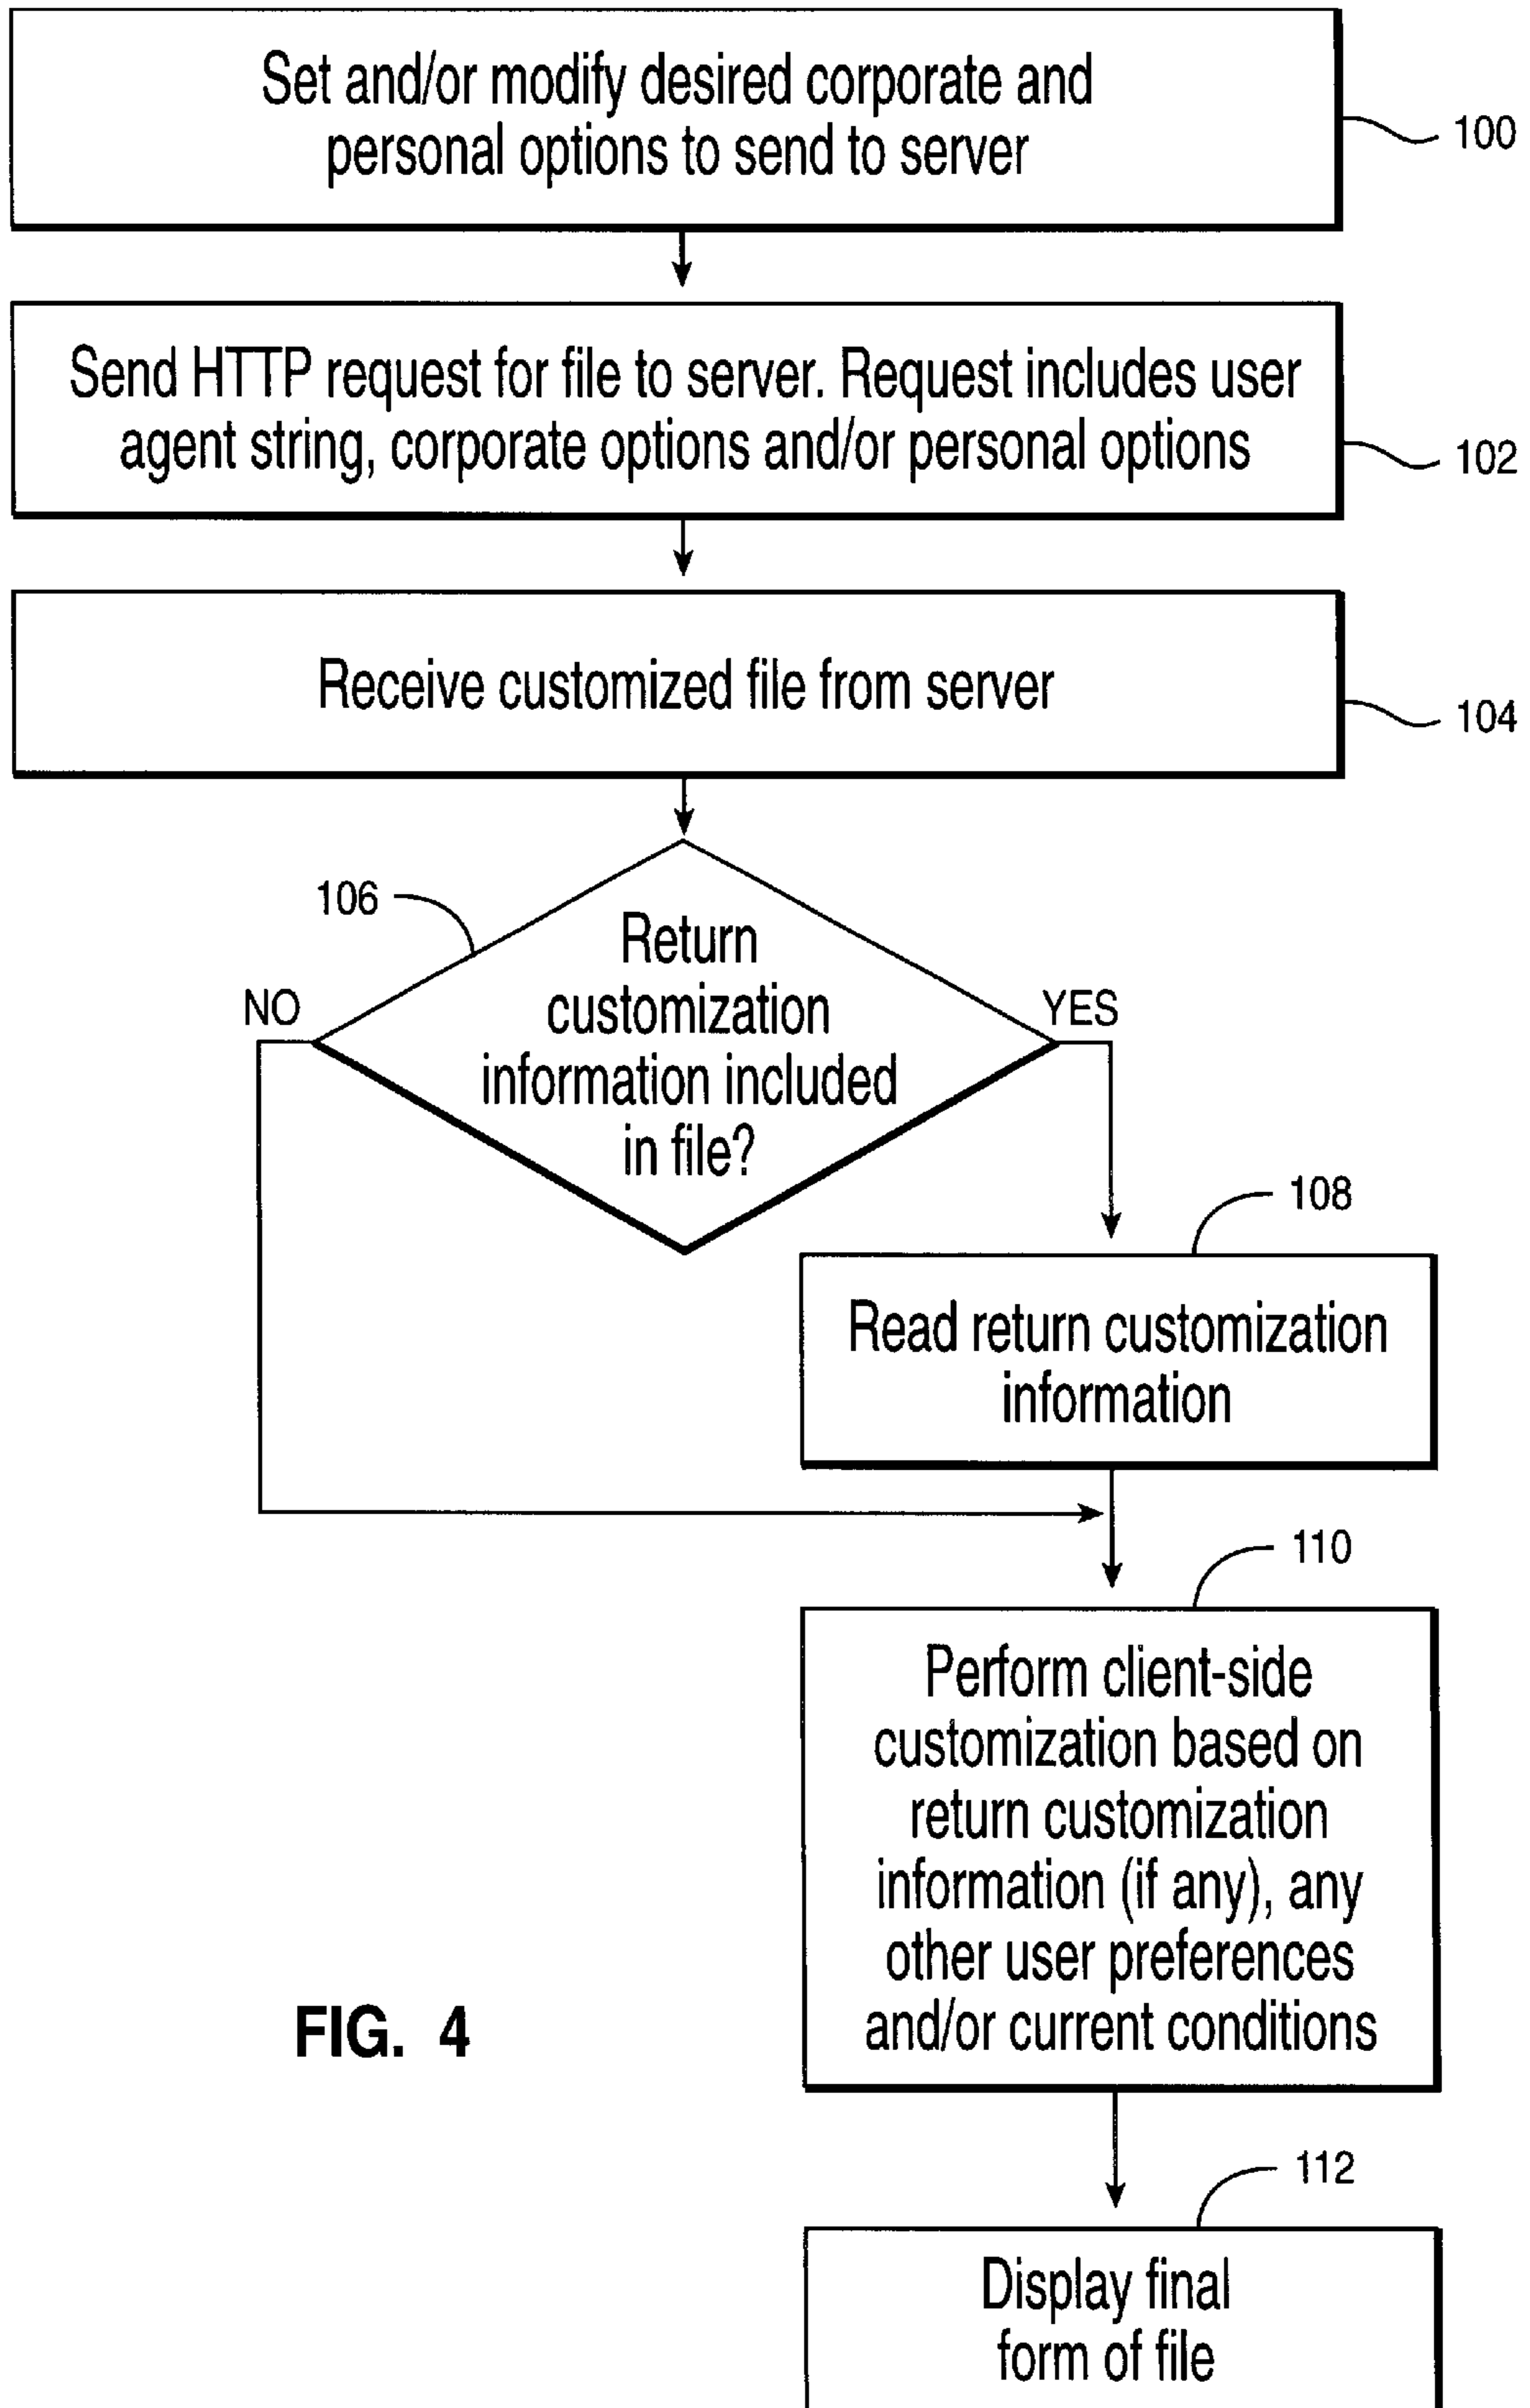 Set and/or modify desired corporate and
personal options to send to server
100
Send HTTP request for file to server. Request includes user
agent string, corporate options and/or personal options
102
Receive customized file from server
104
106
Return
customization
information included
in file?
NO
YES
108
Read return customization
information
110
Perform client-side
customization based on
return customization
information (if any), any
other user preferences
and/or current conditions
FIG. 4
112
Display final
form of file